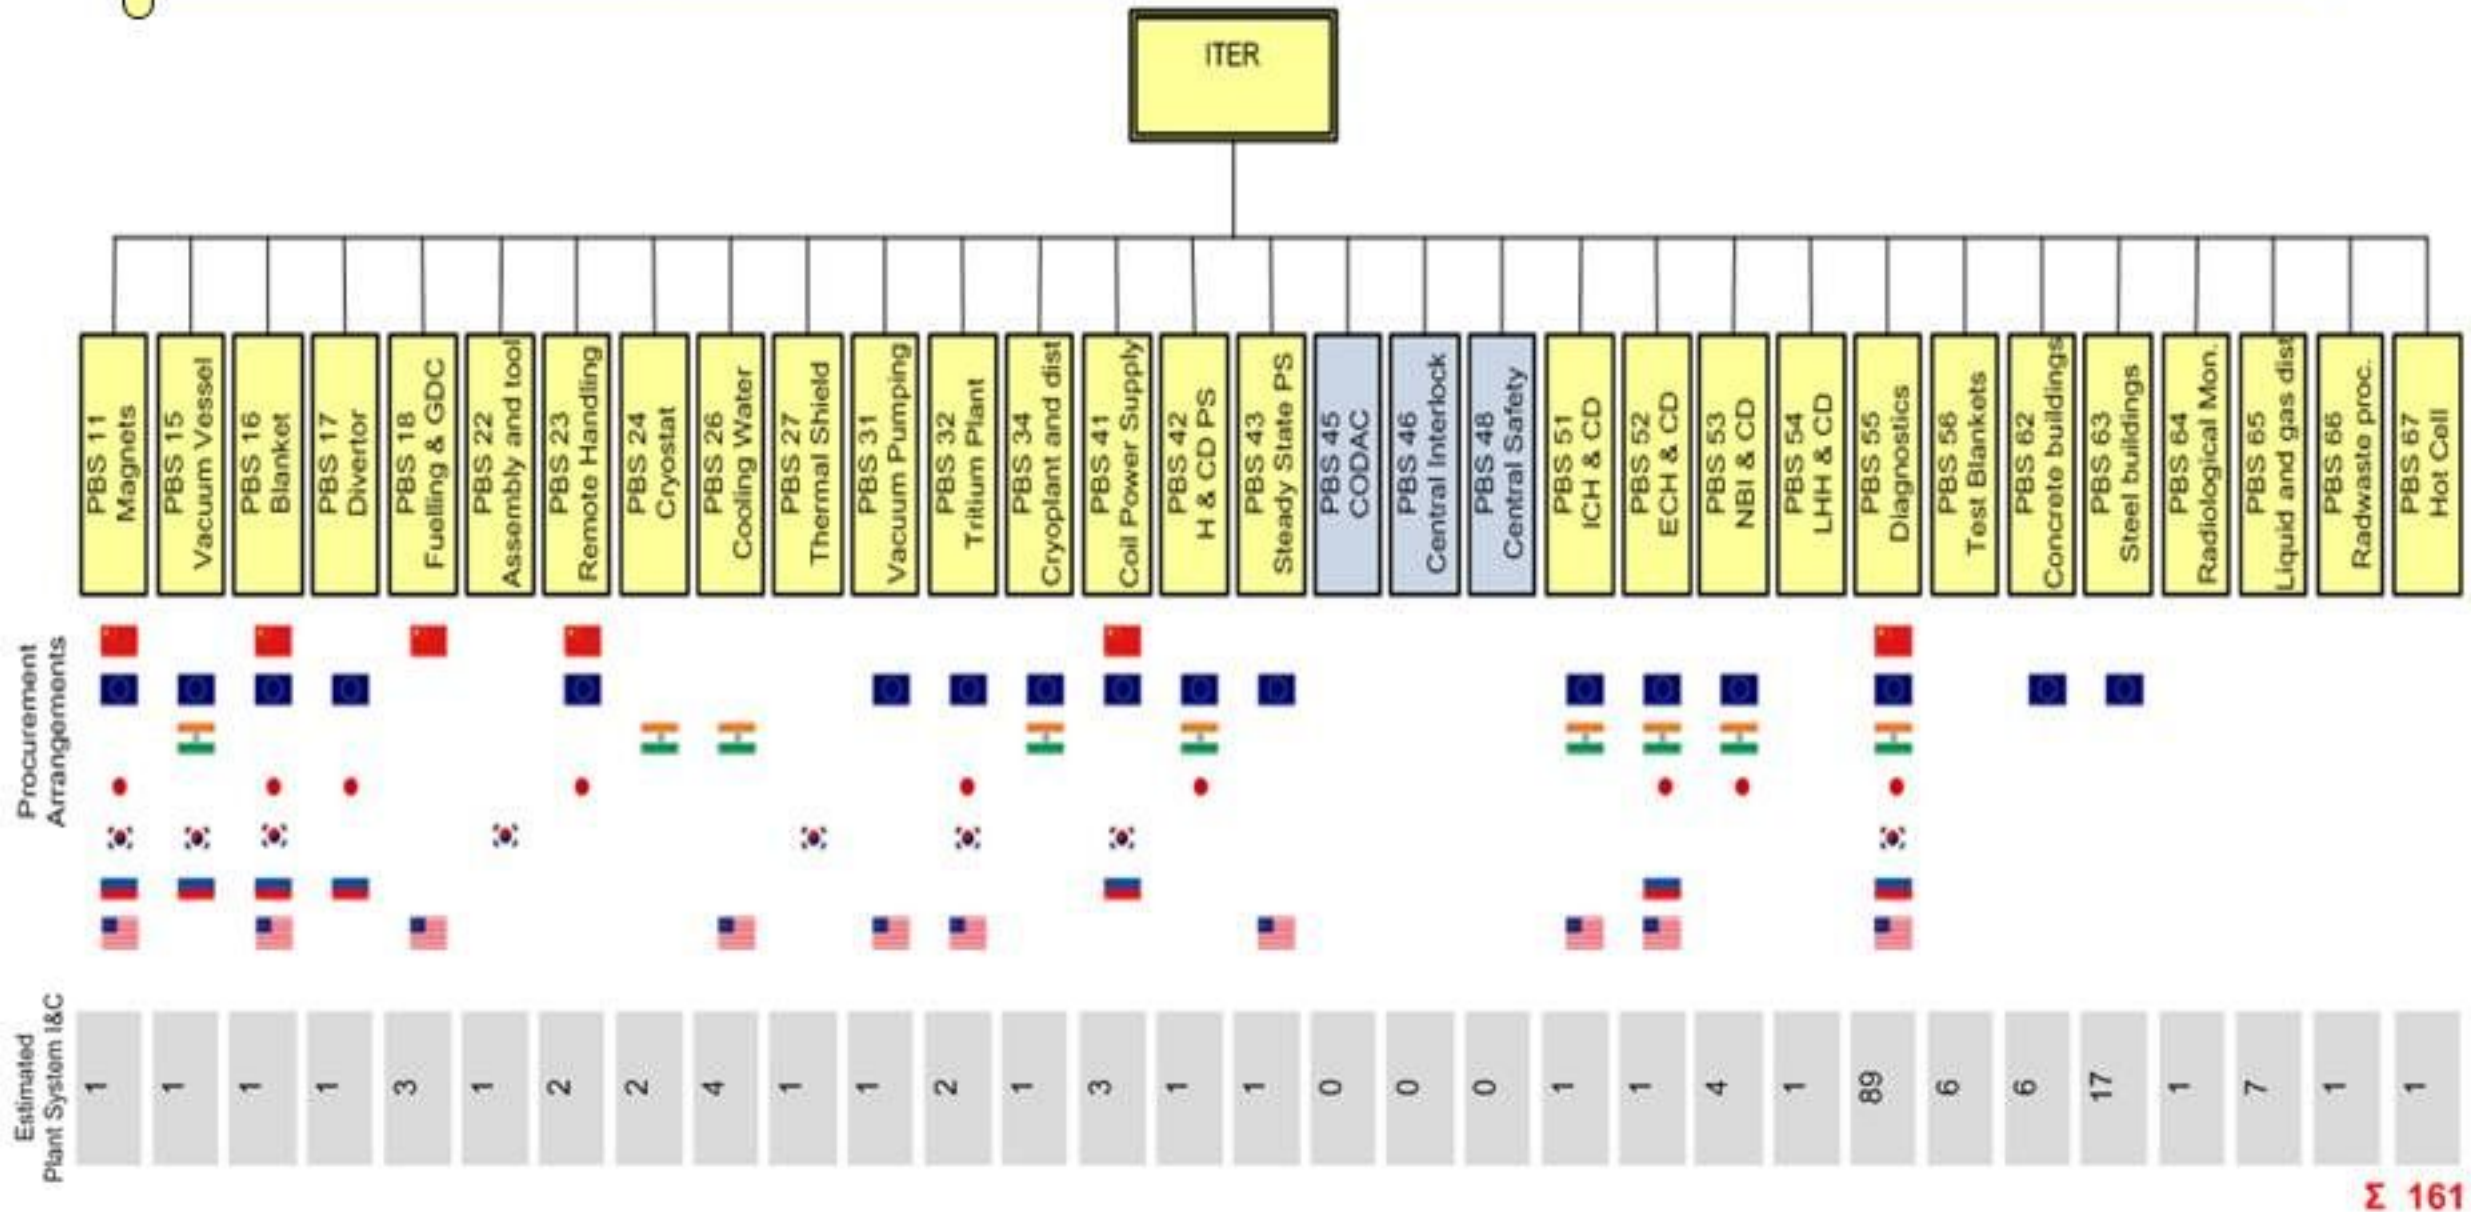 ITER
PBS 11
Magnets
PBS 15
Vacuum Vessel
PBS 16
Blanket
PBS 17
Divertor
PBS 18
Fuelling & GDC
PBS 22
Assembly and tool
PBS 23
Remote Handling
PBS 24
Cryostat
PBS 26
Cooling Water
PBS 27
Thermal Shield
PBS 31
Vacuum Pumping
PBS 32
Tritium Plant
PBS 34
Cryoplant and dist
PBS 41
Coil Power Supply
PBS 42
H & CD PS
PBS 43
Steady State PS
PBS 45
CODAC
PBS 46
Central Interlock
PBS 48
Central Safety
PBS 51
ICH & CD
PBS 52
ECH & CD
PBS 53
NBI & CD
PBS 54
LHH & CD
PBS 55
Diagnostics
PBS 56
Test Blankets
PBS 62
Concrete buildings
PBS 63
Steel buildings
PBS 64
Radiological Mon.
PBS 65
Liquid and gas dist
PBS 66
Radwaste proc.
PBS 67
Hot Cell
Procurement
Arrangements
Estimated
Plant System I&C
1
1
1
1
3
1
2
2
4
1
1
2
1
3
1
1
0
0
0
1
1
4
1
89
6
6
17
1
7
1
1
Σ 161